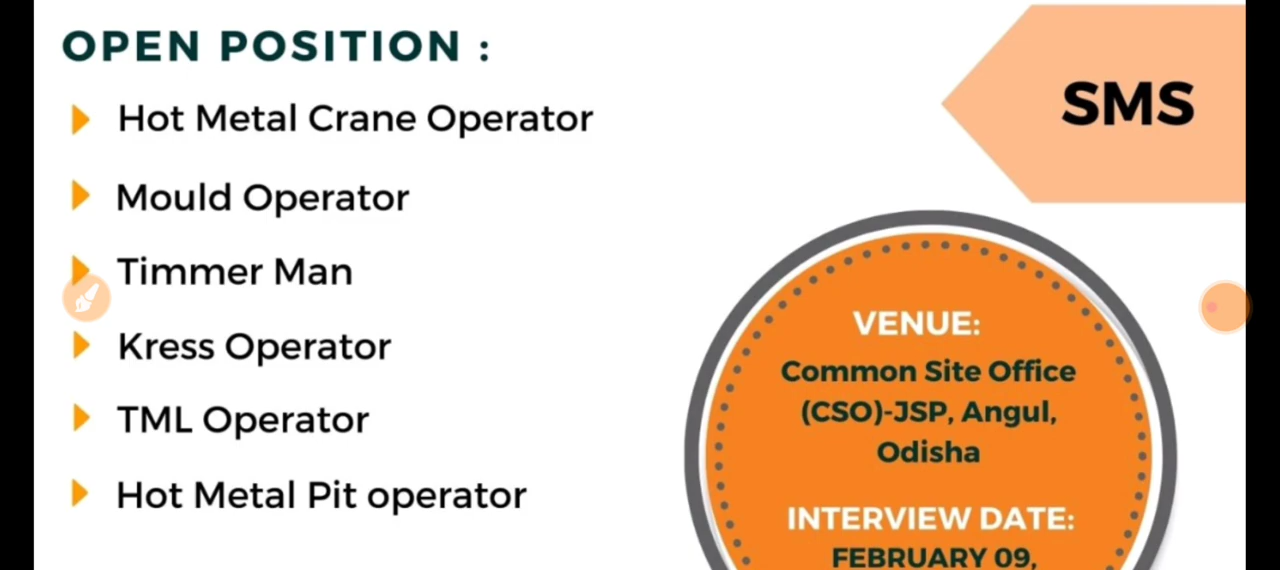 OPEN POSITION :
Hot Metal Crane Operator
Mould Operator
Timmer Man
Kress Operator
TML Operator
Hot Metal Pit operator
SMS
VENUE:
Common Site Office
(CSO)-JSP, Angul,
Odisha
INTERVIEW DATE:
FEBRUARY 09,